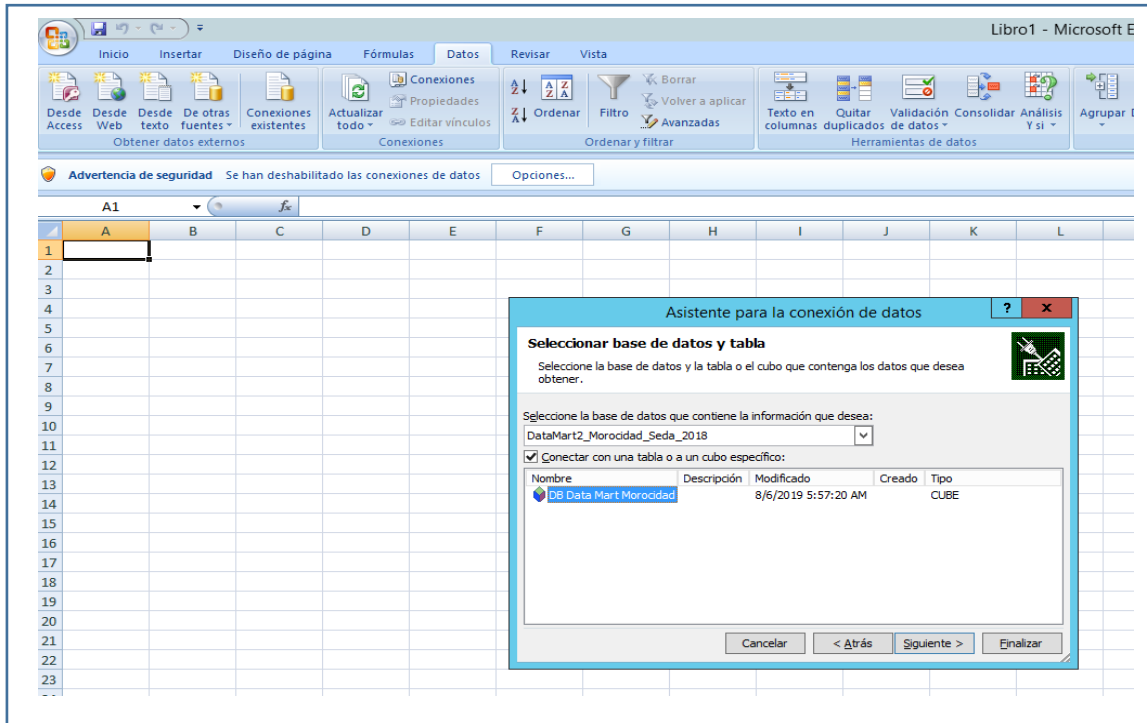 Libro1 - Microsoft E
Inicio Insertar Diseño de página Fórmulas Datos Revisar Vista
Desde Access
Desde Web
Desde texto
De otras fuentes
Conexiones existentes
Obtener datos externos
Actualizar todo
Conexiones
Propiedades
Editar vínculos
Conexiones
Ordenar
Filtro
Borrar
Volver a aplicar
Avanzadas
Ordenar y filtrar
Texto en columnas
Quitar duplicados
Validación de datos
Consolidar
Análisis Y si
Herramientas de datos
Agrupar
Advertencia de seguridad Se han deshabilitado las conexiones de datos Opciones...
A1 fx
A B C D E F G H I J K L
1
2
3
4
5
6
7
8
9
10
11
12
13
14
15
16
17
18
19
20
21
22
23
Asistente para la conexión de datos ? x
Seleccionar base de datos y tabla
Seleccione la base de datos y la tabla o el cubo que contenga los datos que desea
obtener.
Seleccione la base de datos que contiene la información que desea:
DataMart2_Morocidad_Seda_2018
Conectar con una tabla o a un cubo específico:
Nombre Descripción Modificado Creado Tipo
DB Data Mart Morocidad 8/6/2019 5:57:20 AM CUBE
Cancelar < Atrás Siguiente > Finalizar